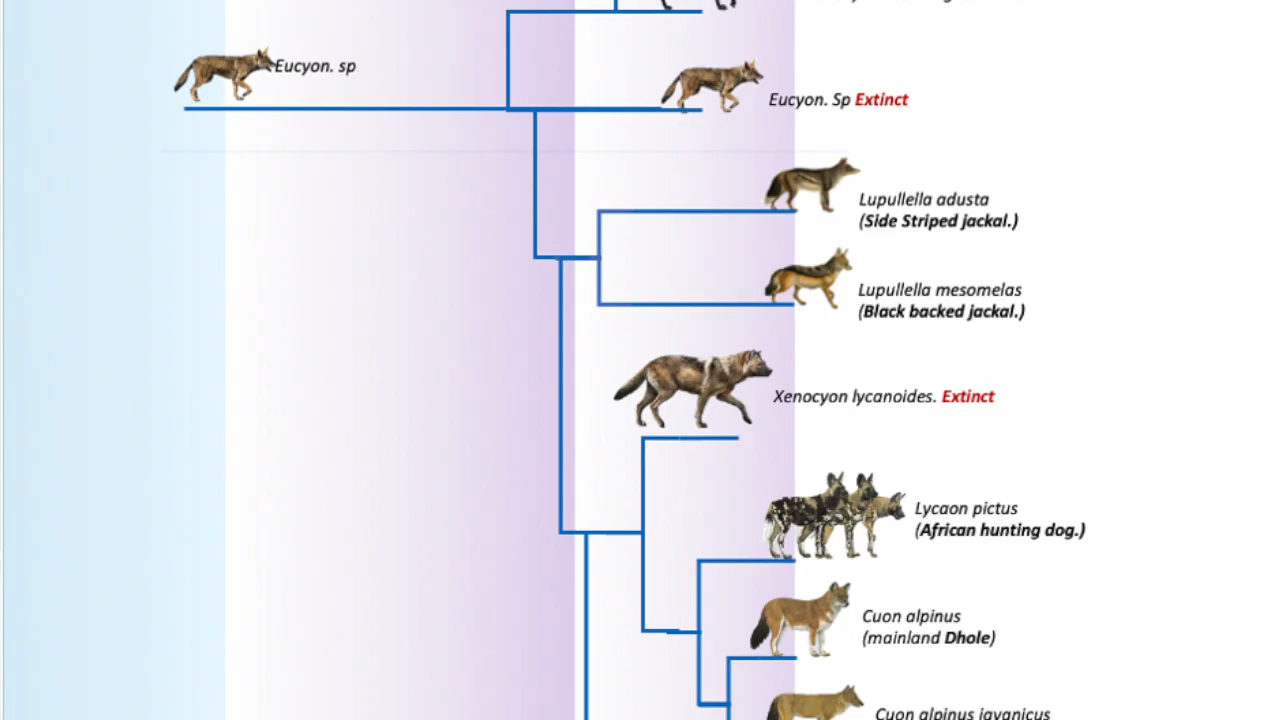 Eucyon. sp
Eucyon. Sp Extinct
Lupullella adusta
(Side Striped jackal.)
Lupullella mesomelas
(Black backed jackal.)
Xenocyon lycanoides. Extinct
Lycaon pictus
(African hunting dog.)
Cuon alpinus
(mainland Dhole)
Cuon alpinus javanicus